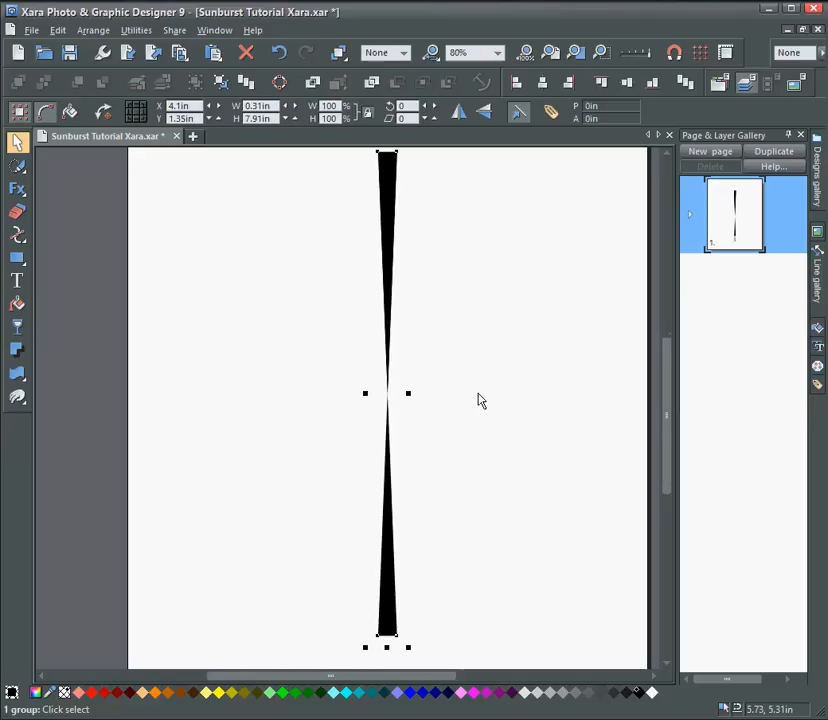 Xara Photo & Graphic Designer 9 - [Sunburst Tutorial Xara.xar *]
File Edit Arrange Utilities Share Window Help
None 80% None
X 4.1in W 0.31in W 100 % 0 P 0in
Y 1.35in H 7.91in H 100 % 0 A 0in
Sunburst Tutorial Xara.xar *
Page & Layer Gallery
New page Duplicate
Delete Help...
1.
Designs gallery
Line gallery
1 group: Click select
5.73, 5.31in